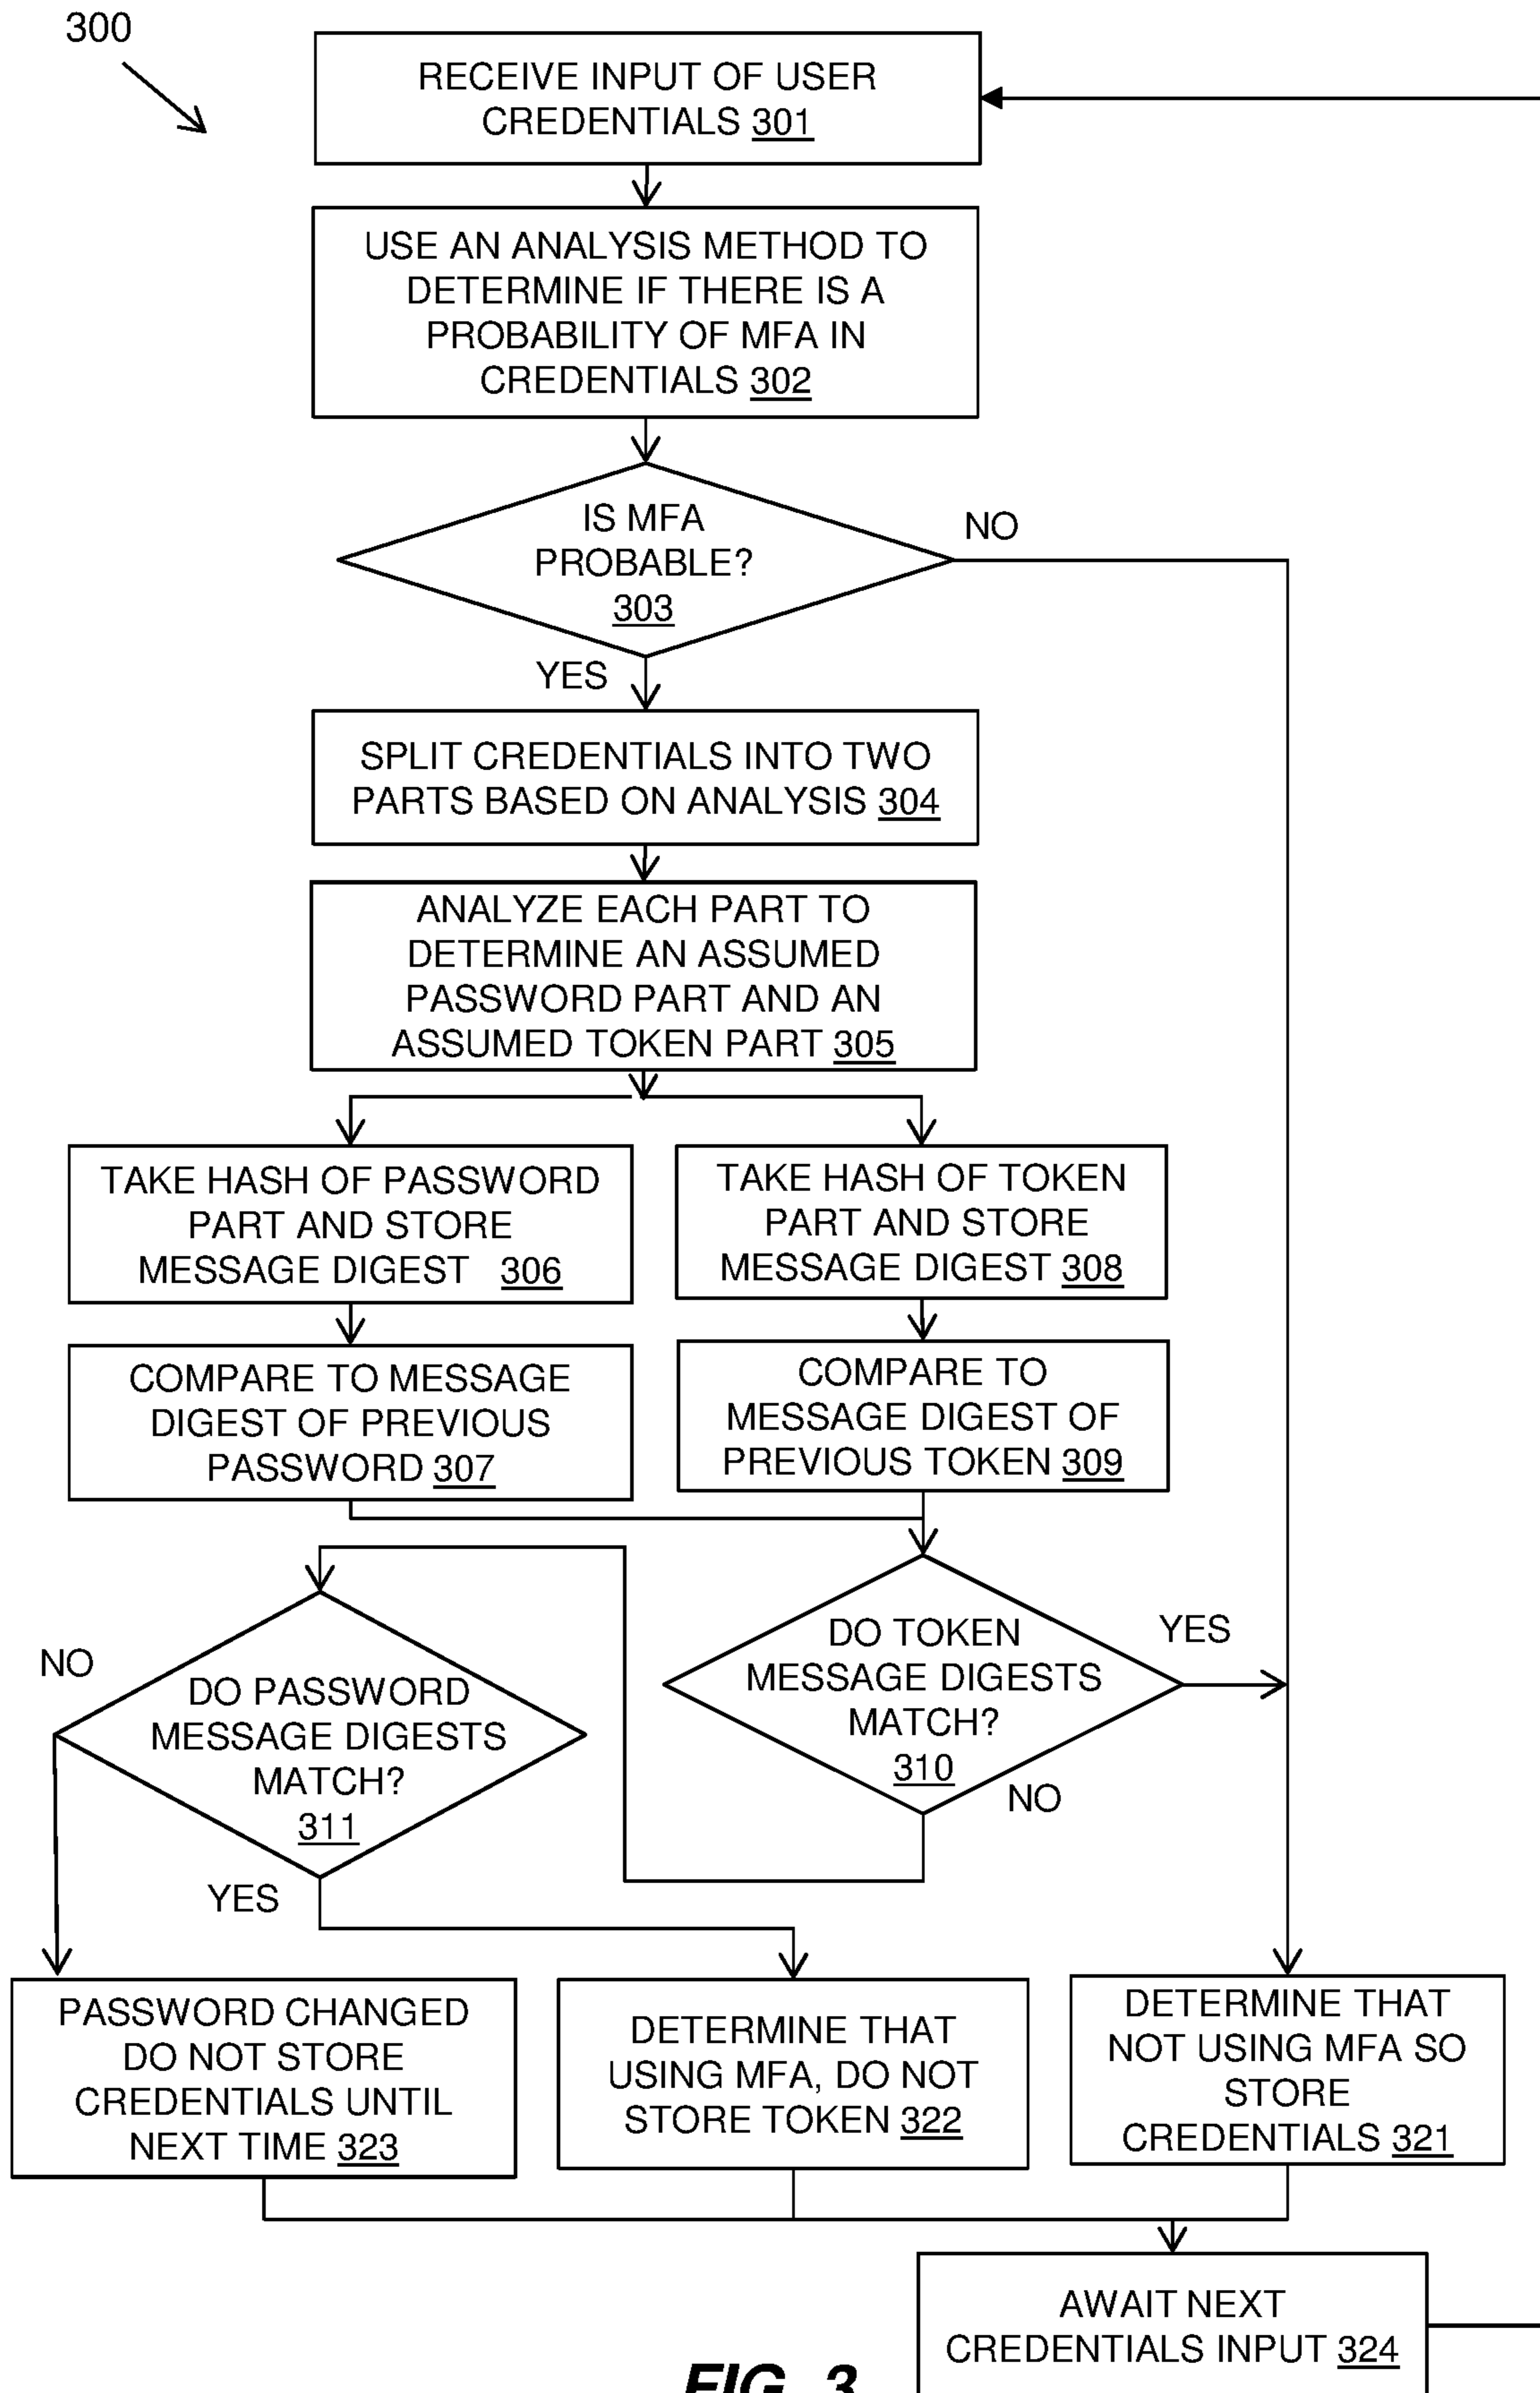 300
RECEIVE INPUT OF USER
CREDENTIALS 301
USE AN ANALYSIS METHOD TO
DETERMINE IF THERE IS A
PROBABILITY OF MFA IN
CREDENTIALS 302
IS MFA
PROBABLE?
303
NO
YES
SPLIT CREDENTIALS INTO TWO
PARTS BASED ON ANALYSIS 304
ANALYZE EACH PART TO
DETERMINE AN ASSUMED
PASSWORD PART AND AN
ASSUMED TOKEN PART 305
TAKE HASH OF PASSWORD
PART AND STORE
MESSAGE DIGEST 306
TAKE HASH OF TOKEN
PART AND STORE
MESSAGE DIGEST 308
COMPARE TO MESSAGE
DIGEST OF PREVIOUS
PASSWORD 307
COMPARE TO
MESSAGE DIGEST OF
PREVIOUS TOKEN 309
DO TOKEN
MESSAGE DIGESTS
MATCH?
310
YES
NO
DO PASSWORD
MESSAGE DIGESTS
MATCH?
311
NO
YES
PASSWORD CHANGED
DO NOT STORE
CREDENTIALS UNTIL
NEXT TIME 323
DETERMINE THAT
USING MFA, DO NOT
STORE TOKEN 322
DETERMINE THAT
NOT USING MFA SO
STORE
CREDENTIALS 321
AWAIT NEXT
CREDENTIALS INPUT 324
FIG. 3